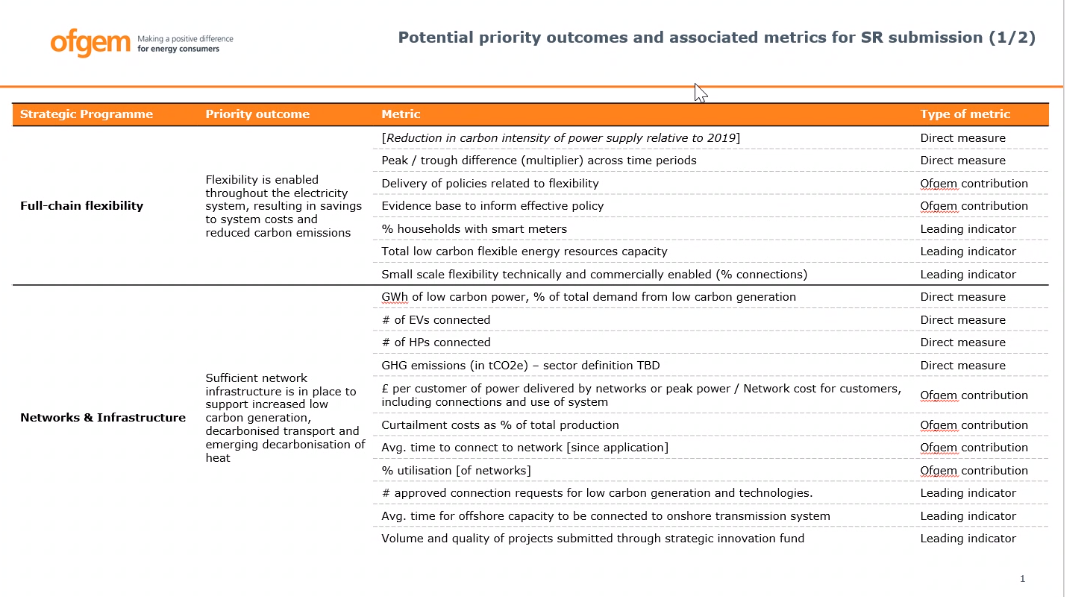 ofgem
Making a positive difference
for energy consumers
Potential priority outcomes and associated metrics for SR submission (1/2)
Strategic Programme
Priority outcome
Metric
Type of metric
Full-chain flexibility
Flexibility is enabled
throughout the electricity
system, resulting in savings
to system costs and
reduced carbon emissions
[Reduction in carbon intensity of power supply relative to 2019]
Direct measure
Peak / trough difference (multiplier) across time periods
Direct measure
Delivery of policies related to flexibility
Ofgem contribution
Evidence base to inform effective policy
Ofgem contribution
% households with smart meters
Leading indicator
Total low carbon flexible energy resources capacity
Leading indicator
Small scale flexibility technically and commercially enabled (% connections)
Leading indicator
Networks & Infrastructure
Sufficient network
infrastructure is in place to
support increased low
carbon generation,
decarbonised transport and
emerging decarbonisation of
heat
GWh of low carbon power, % of total demand from low carbon generation
Direct measure
# of EVs connected
Direct measure
# of HPs connected
Direct measure
GHG emissions (in tCO2e) – sector definition TBD
Direct measure
£ per customer of power delivered by networks or peak power / Network cost for customers,
including connections and use of system
Ofgem contribution
Curtailment costs as % of total production
Ofgem contribution
Avg. time to connect to network [since application]
Ofgem contribution
% utilisation [of networks]
Ofgem contribution
# approved connection requests for low carbon generation and technologies.
Leading indicator
Avg. time for offshore capacity to be connected to onshore transmission system
Leading indicator
Volume and quality of projects submitted through strategic innovation fund
Leading indicator
1